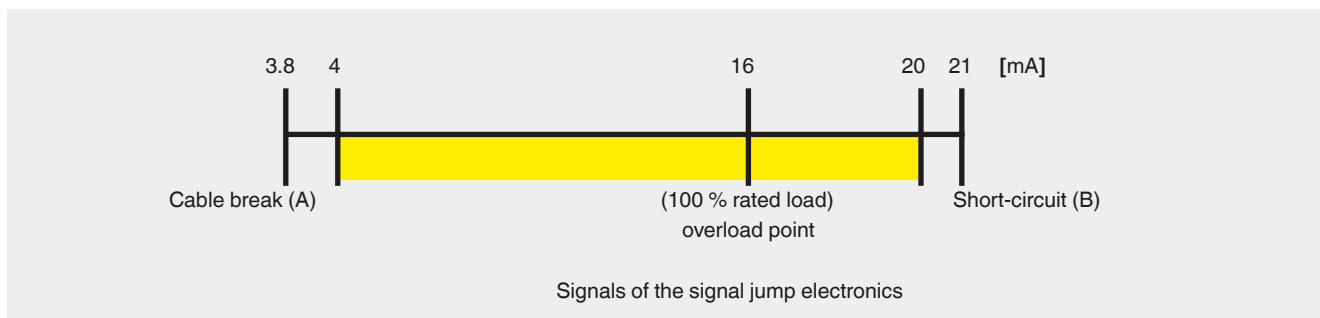 3.8 4 16 20 21 [mA]
Cable break (A) (100 % rated load) Short-circuit (B)
overload point
Signals of the signal jump electronics